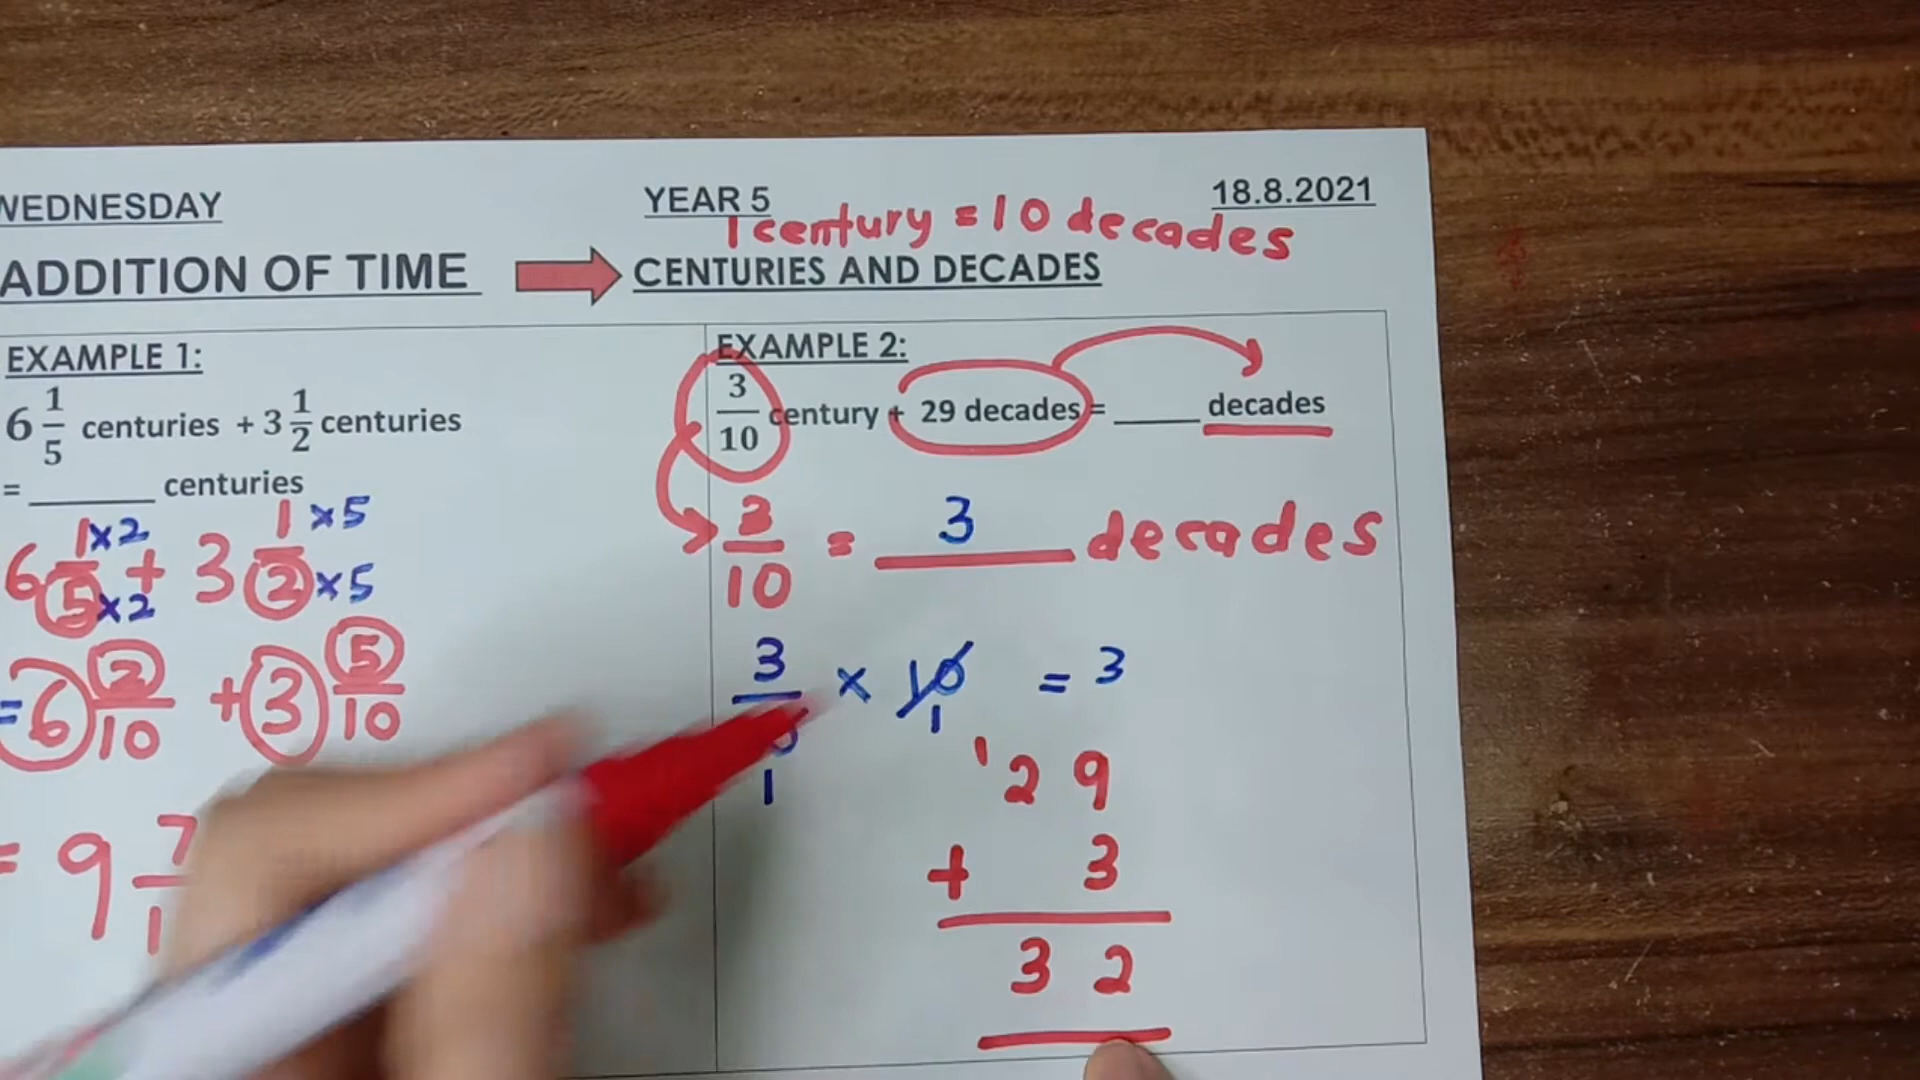 WEDNESDAY
YEAR 5
18.8.2021
1 century = 10 decades
ADDITION OF TIME
CENTURIES AND DECADES
EXAMPLE 1:
6 1/5 centuries + 3 1/2 centuries
= ______ centuries
6 1/5 ×2 ×2 + 3 1/2 ×5 ×5
= 6 2/10 + 3 5/10
= 9 7/1
EXAMPLE 2:
3/10 century + 29 decades = ______ decades
3/10 = 3 decades
3 × 10 = 3
1 1
1
29
+ 3
32